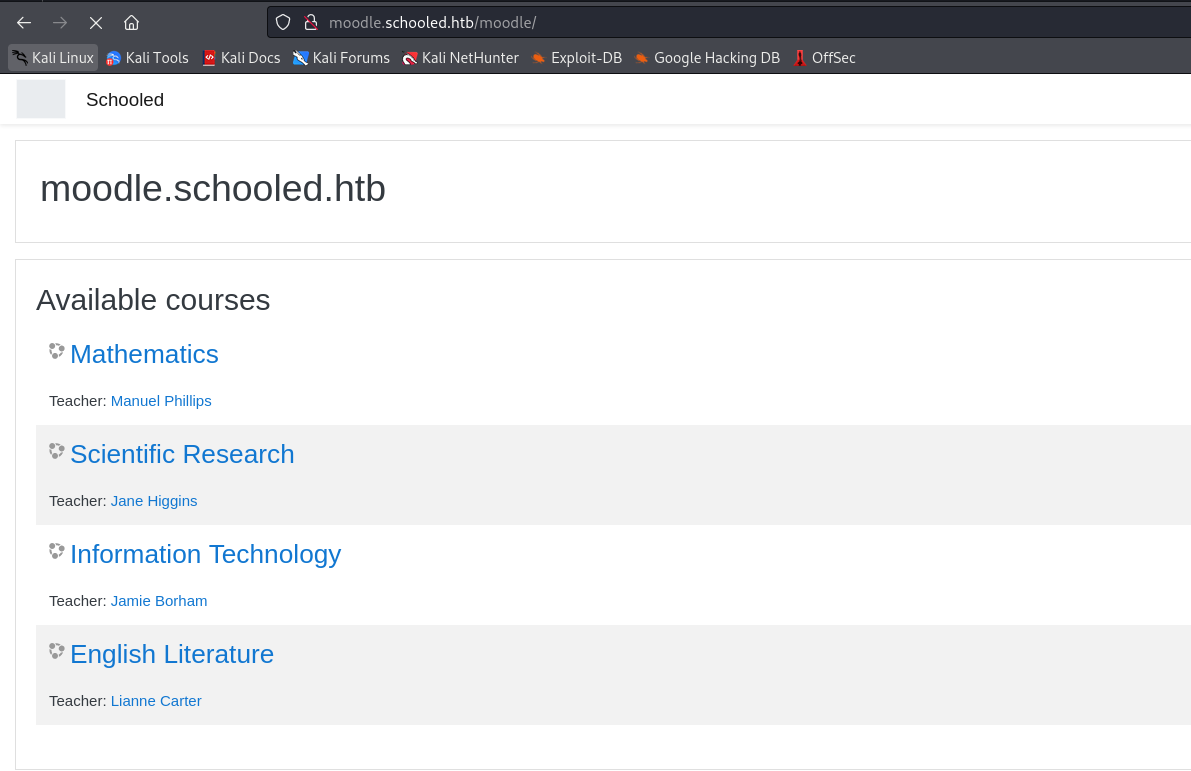 moodle.schooled.htb/moodle/
Kali Linux Kali Tools Kali Docs Kali Forums Kali NetHunter Exploit-DB Google Hacking DB OffSec
Schooled
moodle.schooled.htb
Available courses
Mathematics
Teacher: Manuel Phillips
Scientific Research
Teacher: Jane Higgins
Information Technology
Teacher: Jamie Borham
English Literature
Teacher: Lianne Carter